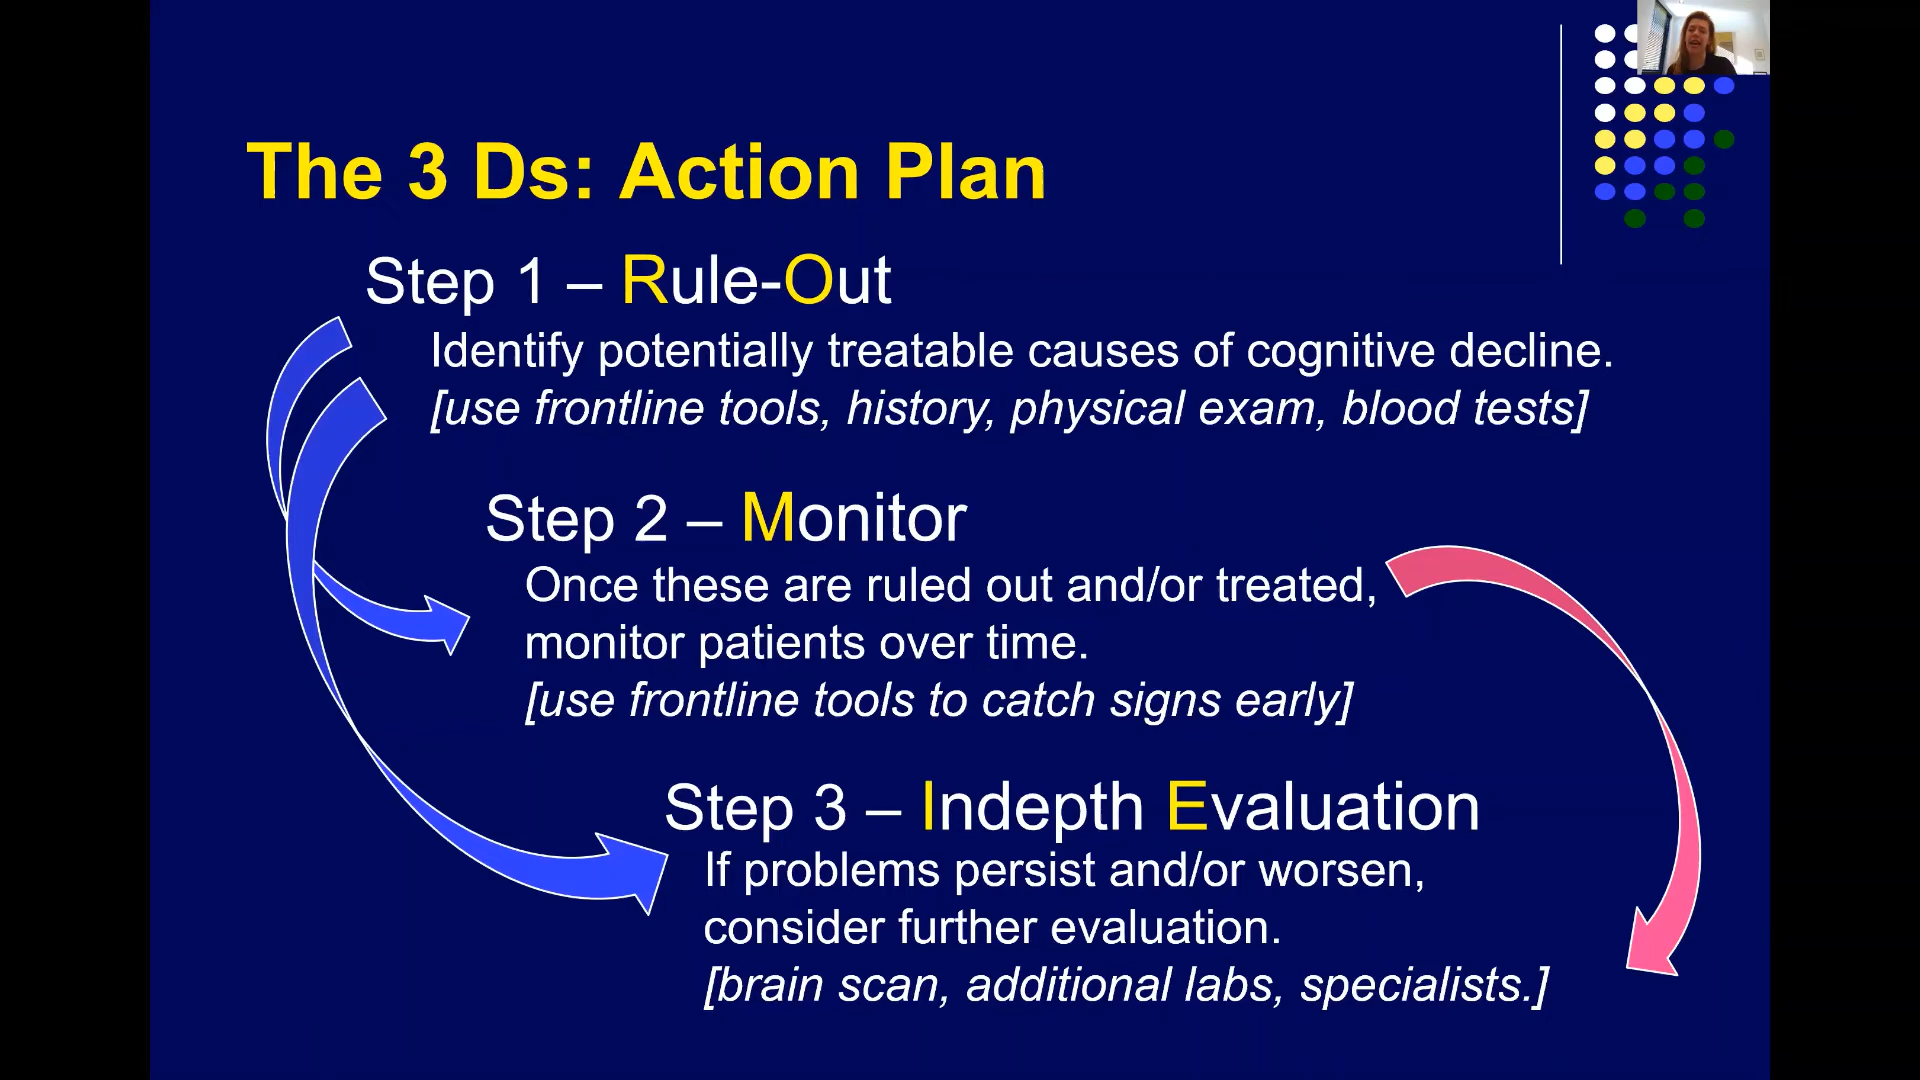 The 3 Ds: Action Plan
Step 1 – Rule-Out
Identify potentially treatable causes of cognitive decline.
[use frontline tools, history, physical exam, blood tests]
Step 2 – Monitor
Once these are ruled out and/or treated,
monitor patients over time.
[use frontline tools to catch signs early]
Step 3 – Indepth Evaluation
If problems persist and/or worsen,
consider further evaluation.
[brain scan, additional labs, specialists.]